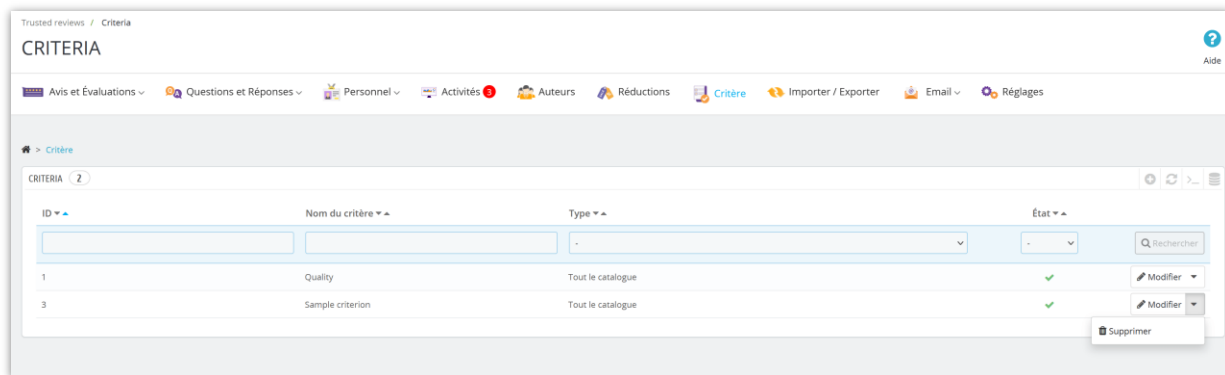 Trusted reviews / Criteria
CRITERIA
Aide
Avis et Évaluations Questions et Réponses Personnel Activités 3 Auteurs Réductions Critère Importer / Exporter Email Réglages
> Critère
CRITERIA 2
ID Nom du critère Type État
- - Rechercher
1 Quality Tout le catalogue Modifier
3 Sample criterion Tout le catalogue Modifier
Supprimer